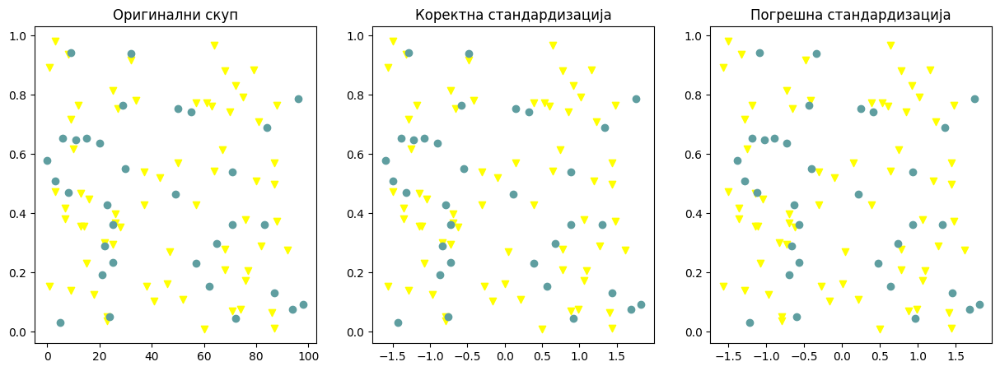 Оригинални скуп
Коректна стандардизација
Погрешна стандардизација
1.0 1.0 1.0
0.8 0.8 0.8
0.6 0.6 0.6
0.4 0.4 0.4
0.2 0.2 0.2
0.0 0.0 0.0
0 20 40 60 80 100
−1.5 −1.0 −0.5 0.0 0.5 1.0 1.5
−1.5 −1.0 −0.5 0.0 0.5 1.0 1.5